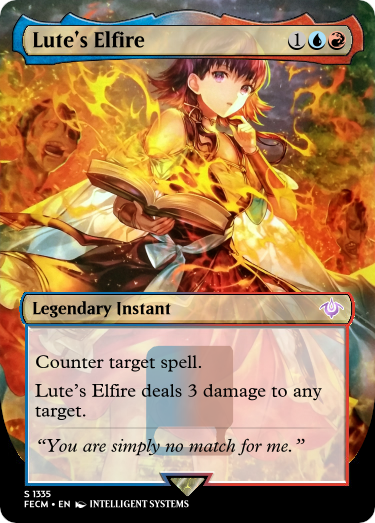 Lute's Elfire 1
Legendary Instant
Counter target spell.
Lute's Elfire deals 3 damage to any
target.
“You are simply no match for me.”
S 1335
FECM • EN INTELLIGENT SYSTEMS